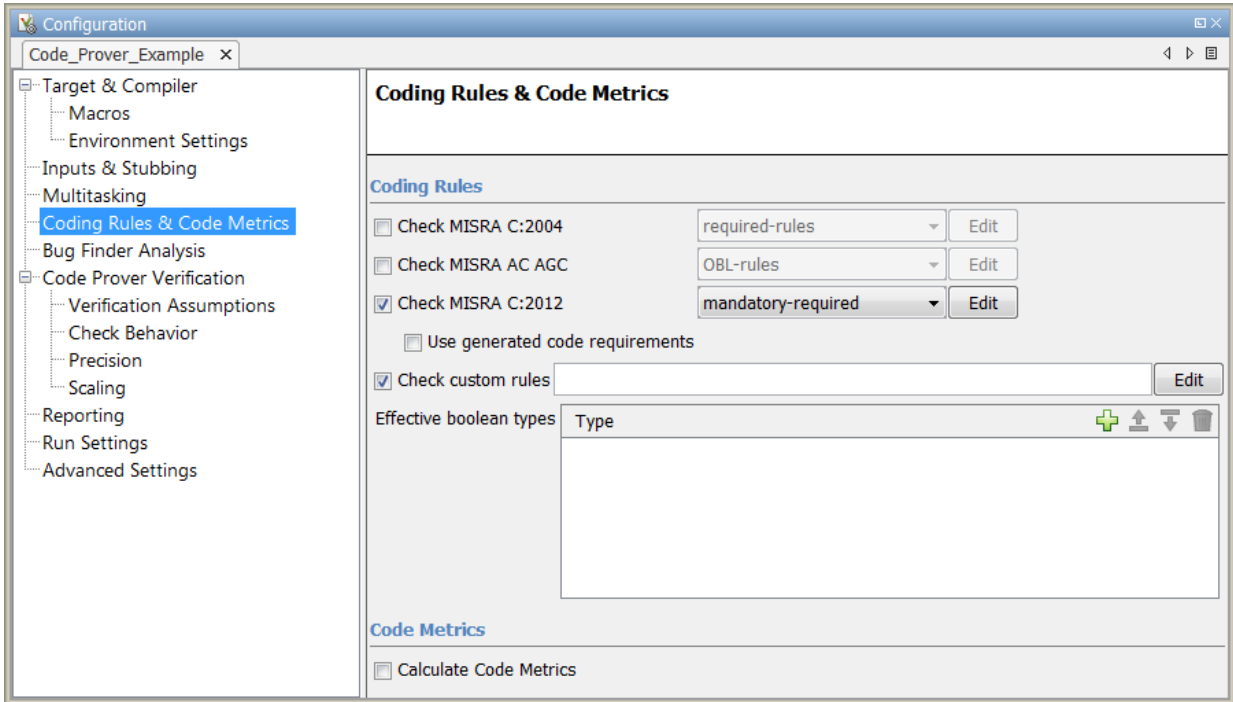 Configuration
Code_Prover_Example
Target & Compiler
Macros
Environment Settings
Inputs & Stubbing
Multitasking
Coding Rules & Code Metrics
Bug Finder Analysis
Code Prover Verification
Verification Assumptions
Check Behavior
Precision
Scaling
Reporting
Run Settings
Advanced Settings
Coding Rules & Code Metrics
Coding Rules
Check MISRA C:2004 required-rules Edit
Check MISRA AC AGC OBL-rules Edit
Check MISRA C:2012 mandatory-required Edit
Use generated code requirements
Check custom rules Edit
Effective boolean types Type
Code Metrics
Calculate Code Metrics